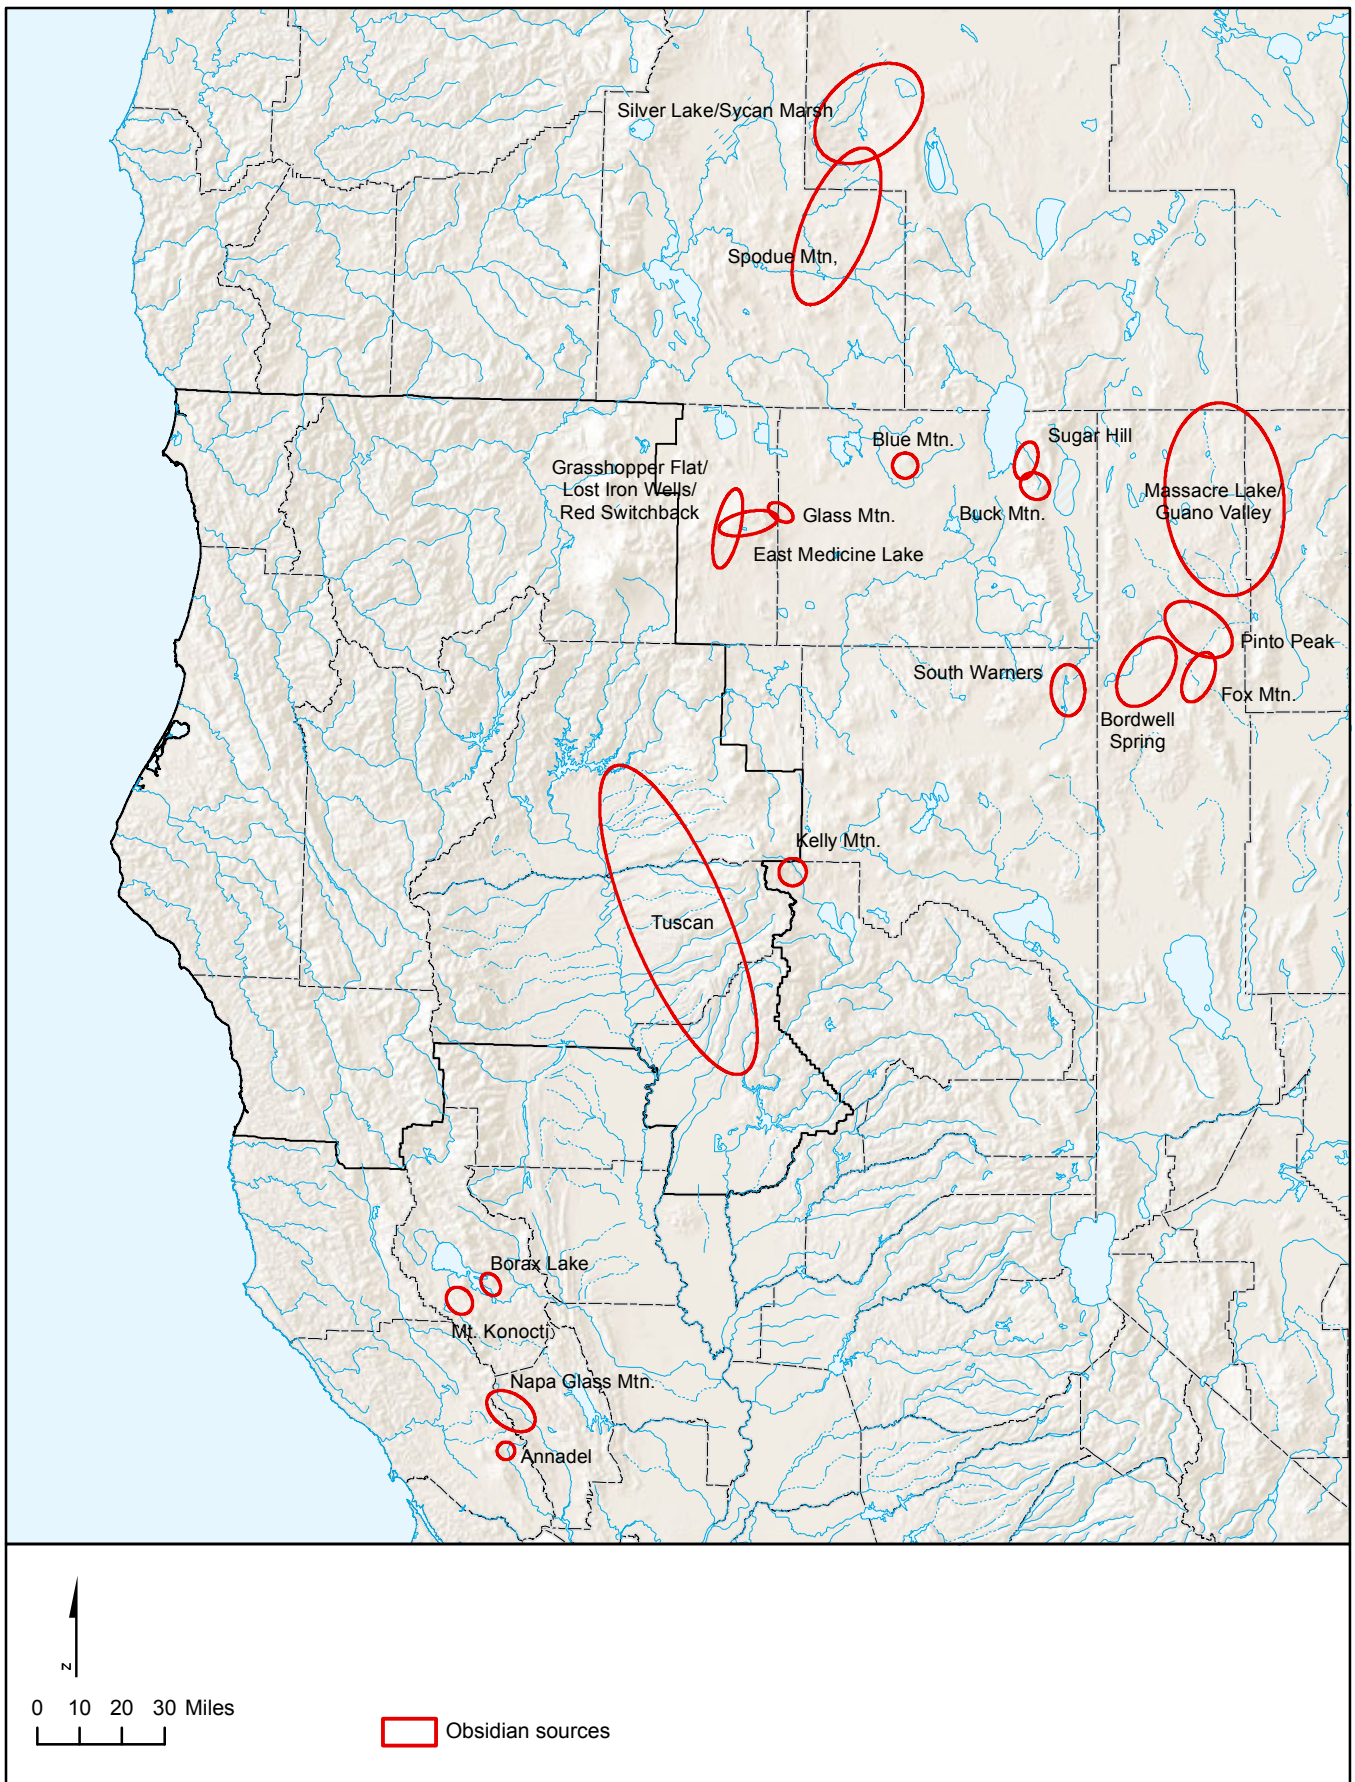 Silver Lake/Sycan Marsh
Spodue Mtn,
Blue Mtn.
Sugar Hill
Grasshopper Flat/
Lost Iron Wells/
Red Switchback
Glass Mtn.
Buck Mtn.
Massacre Lake/
Guano Valley
East Medicine Lake
Pinto Peak
South Warners
Fox Mtn.
Bordwell
Spring
Kelly Mtn.
Tuscan
Borax Lake
Mt. Konocti
Napa Glass Mtn.
Annadel
N
0 10 20 30 Miles
Obsidian sources